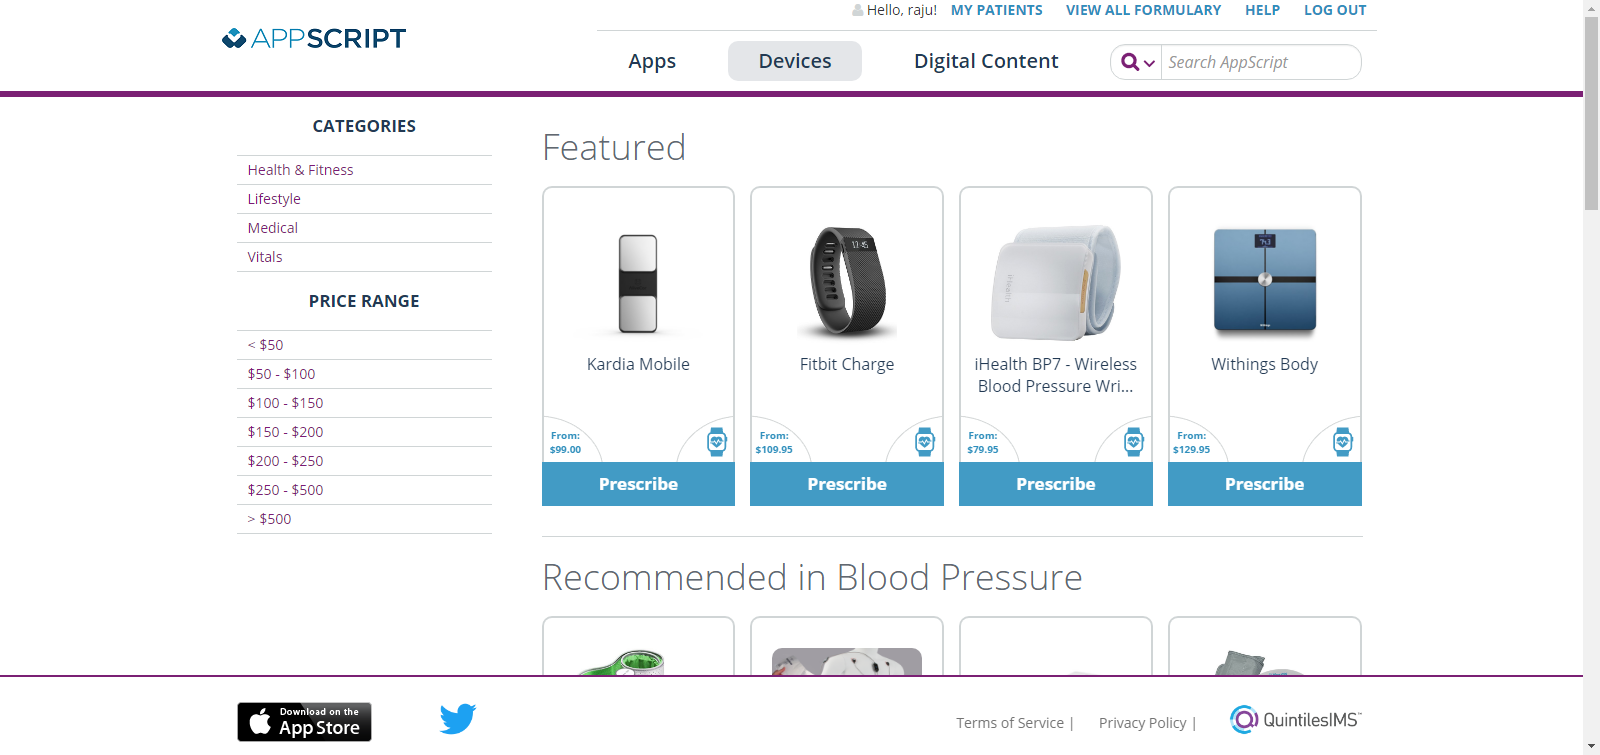 Hello, raju! MY PATIENTS VIEW ALL FORMULARY HELP LOG OUT
APPSCRIPT
Apps Devices Digital Content Search AppScript
CATEGORIES
Health & Fitness
Lifestyle
Medical
Vitals
PRICE RANGE
< $50
$50 - $100
$100 - $150
$150 - $200
$200 - $250
$250 - $500
> $500
Featured
12:45
iHealth
Kardia Mobile
Fitbit Charge
iHealth BP7 - Wireless
Blood Pressure Wri...
Withings Body
From:
$99.00
From:
$109.95
From:
$79.95
From:
$129.95
Prescribe Prescribe Prescribe Prescribe
Recommended in Blood Pressure
Download on the
App Store
Terms of Service | Privacy Policy |
QuintilesIMS™